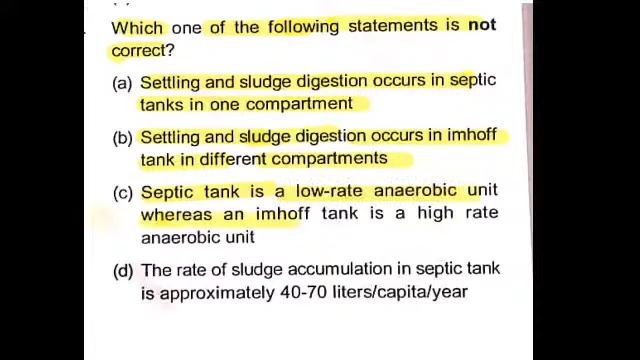 Which one of the following statements is not
correct?
(a) Settling and sludge digestion occurs in septic
tanks in one compartment
(b) Settling and sludge digestion occurs in imhoff
tank in different compartments
(c) Septic tank is a low-rate anaerobic unit
whereas an imhoff tank is a high rate
anaerobic unit
(d) The rate of sludge accumulation in septic tank
is approximately 40-70 liters/capita/year